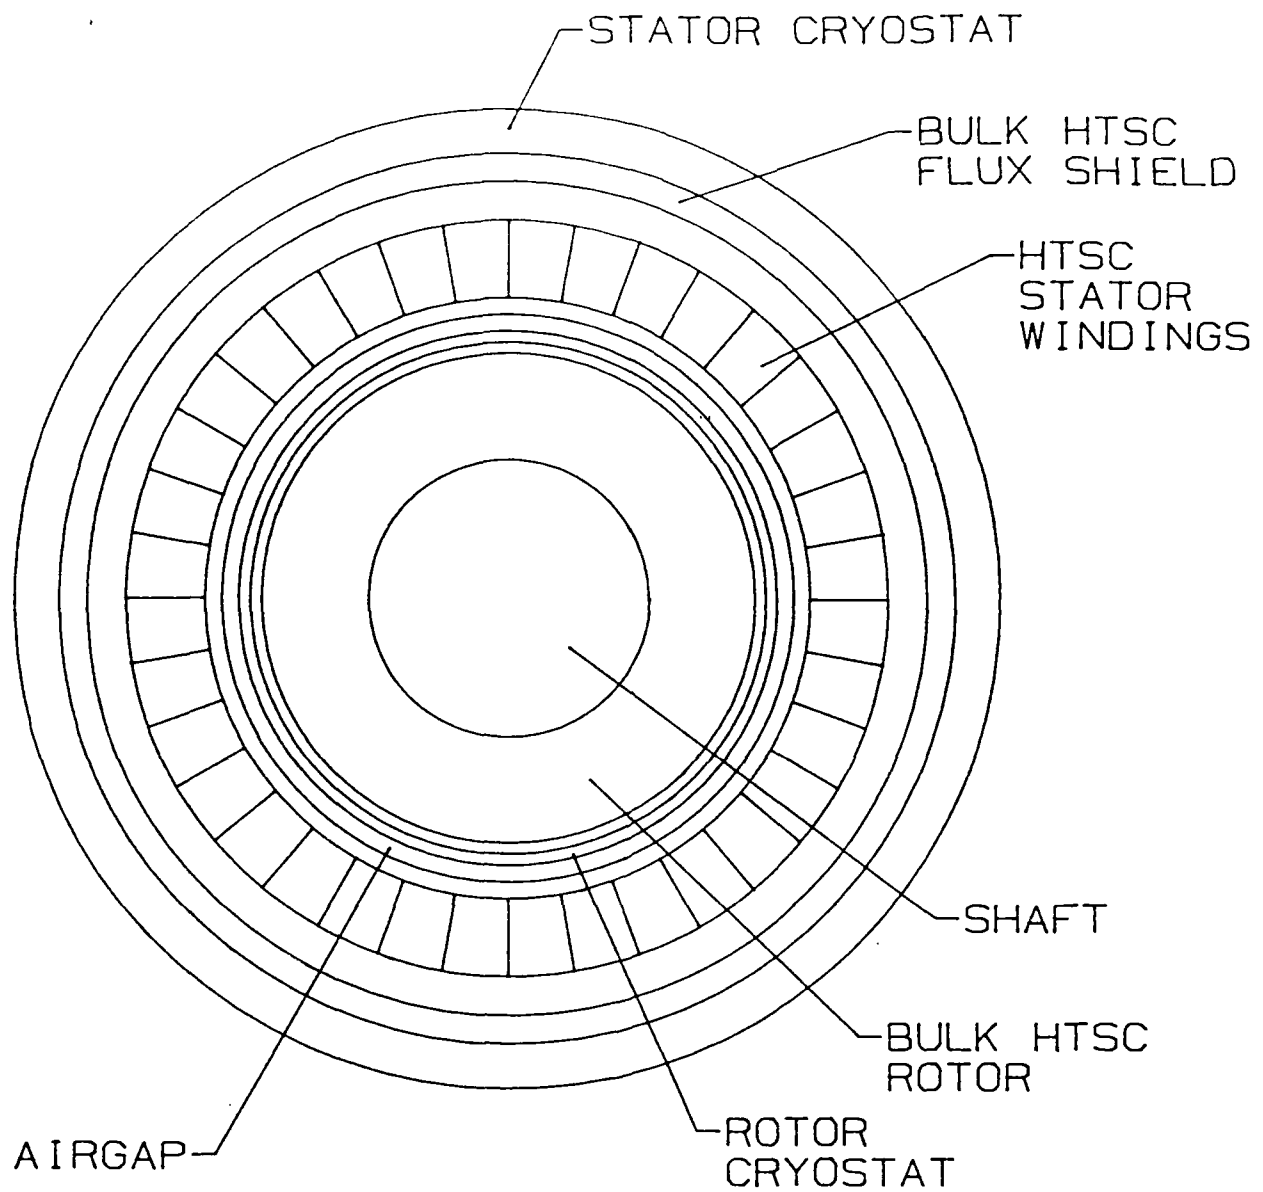 STATOR CRYOSTAT
BULK HTSC
FLUX SHIELD
HTSC
STATOR
WINDINGS
SHAFT
BULK HTSC
ROTOR
ROTOR
CRYOSTAT
AIRGAP